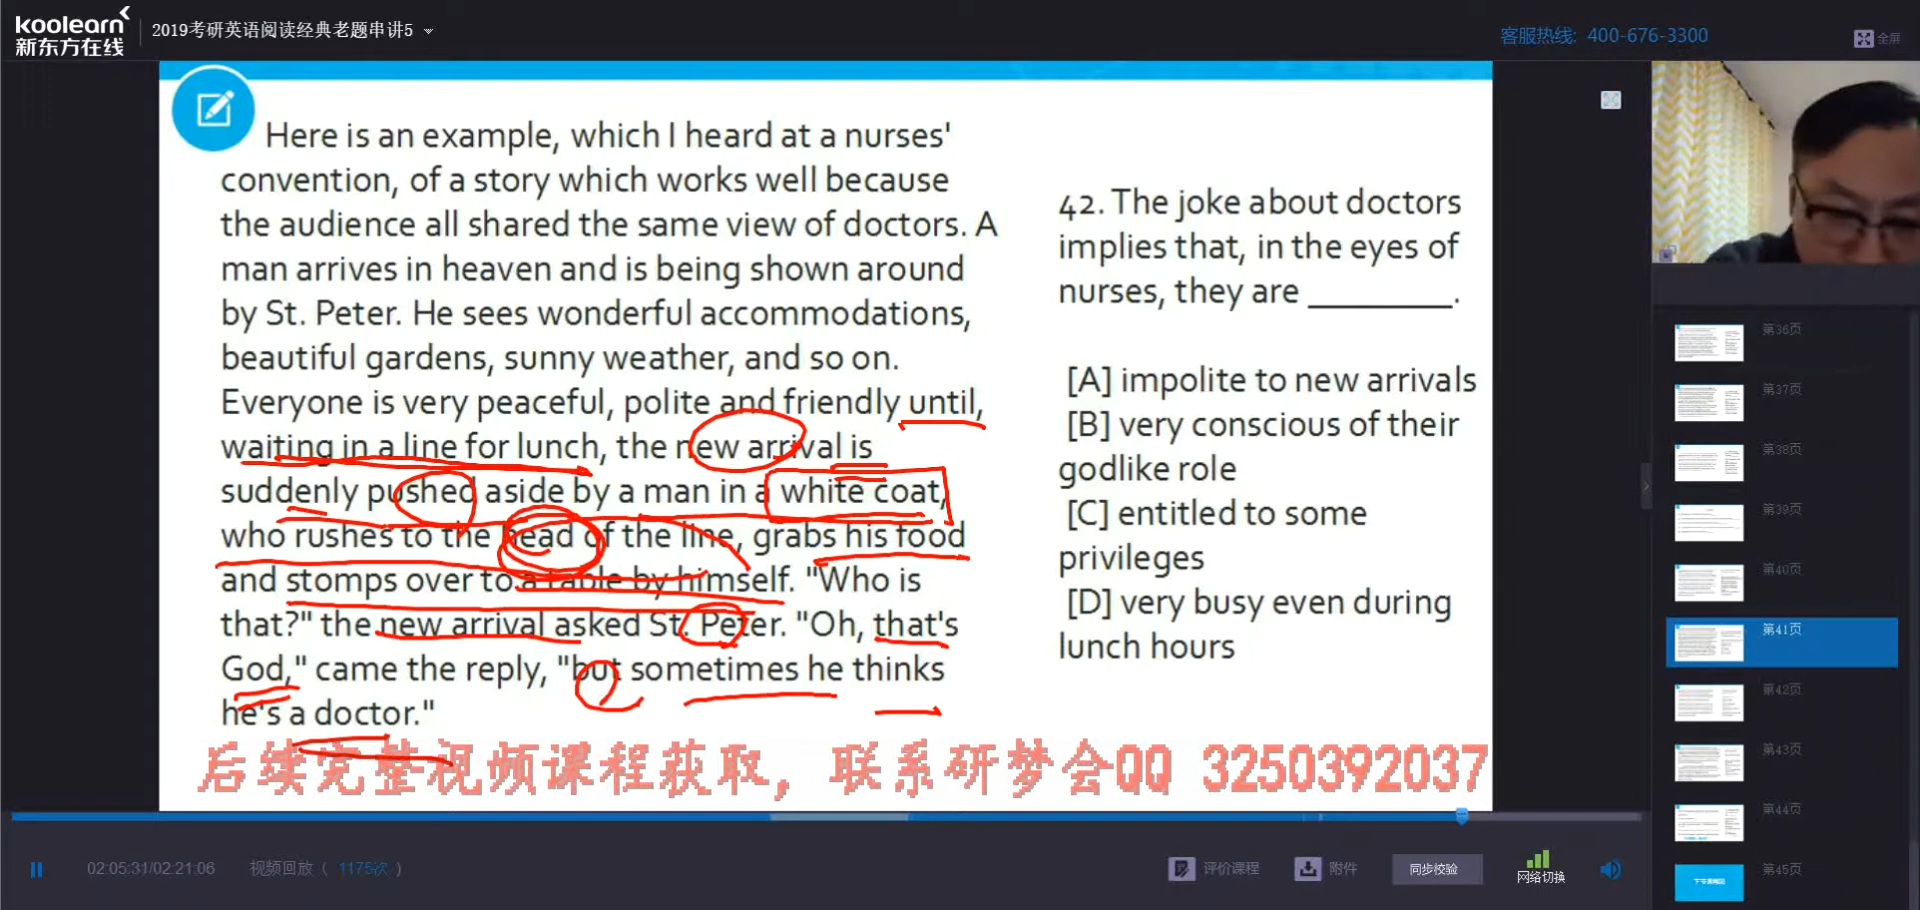 koolearn
新东方在线
2019考研英语阅读经典老题串讲5
客服热线: 400-676-3300
全屏
Here is an example, which I heard at a nurses'
convention, of a story which works well because
the audience all shared the same view of doctors. A
man arrives in heaven and is being shown around
by St. Peter. He sees wonderful accommodations,
beautiful gardens, sunny weather, and so on.
Everyone is very peaceful, polite and friendly until,
waiting in a line for lunch, the new arrival is
suddenly pushed aside by a man in a white coat,
who rushes to the head of the line, grabs his food
and stomps over to a table by himself. "Who is
that?" the new arrival asked St. Peter. "Oh, that's
God," came the reply, "but sometimes he thinks
he's a doctor."
42. The joke about doctors
implies that, in the eyes of
nurses, they are ________.
[A] impolite to new arrivals
[B] very conscious of their
godlike role
[C] entitled to some
privileges
[D] very busy even during
lunch hours
后续完整视频课程获取，联系研梦会QQ 3250392037
第36页
第37页
第38页
第39页
第40页
第41页
第42页
第43页
第44页
第45页
02:05:31/02:21:06
视频回放 ( 1175次 )
评价课程
附件
同步校验
网络切换